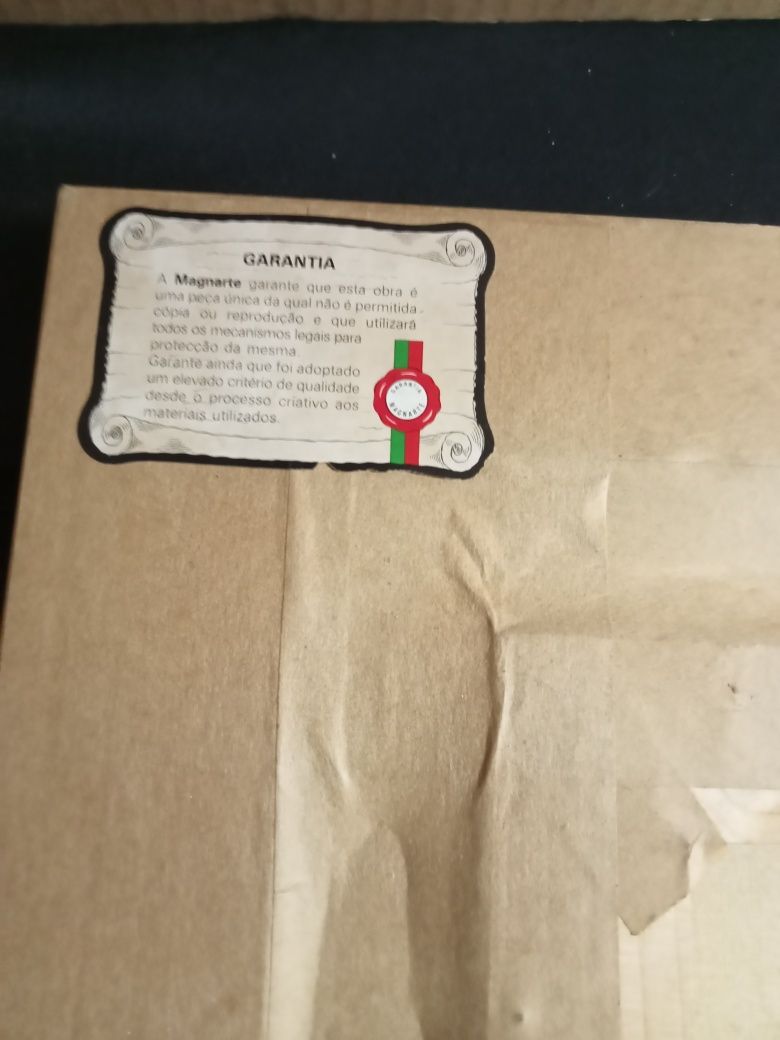 GARANTIA
A Magnarte garante que esta obra é
uma peça única da qual não é permitida
cópia ou reprodução e que utilizará
todos os mecanismos legais para
protecção da mesma.
Garante ainda que foi adoptado
um elevado critério de qualidade
desde o processo criativo aos
materiais utilizados.
GARANTIA
MAGNARTE